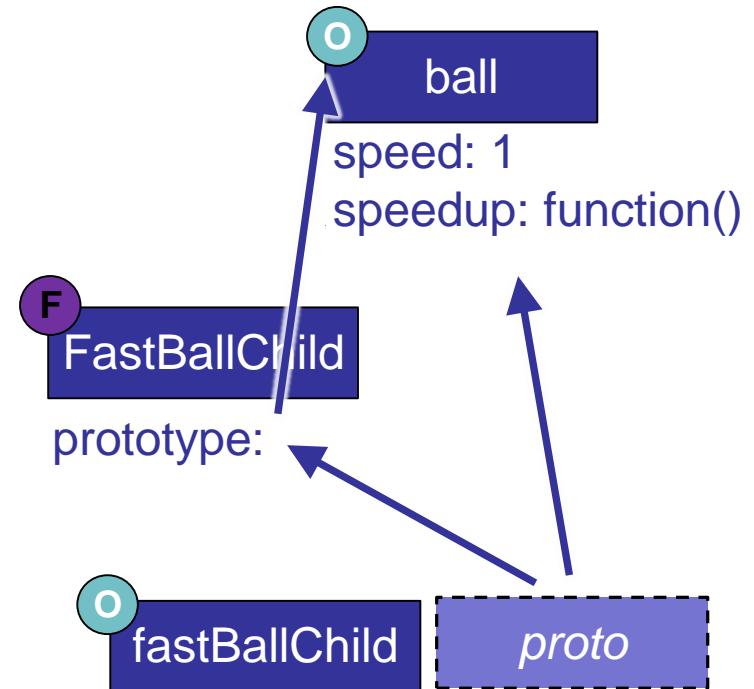 O
ball
speed: 1
speedup: function()
F
FastBallChild
prototype:
O
fastBallChild
proto